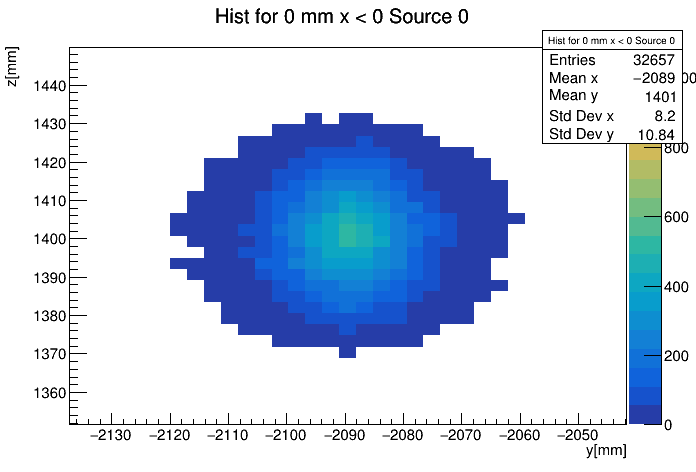 Hist for 0 mm x < 0 Source 0
Hist for 0 mm x < 0 Source 0
Entries 32657
Mean x −2089
Mean y 1401
Std Dev x 8.2
Std Dev y 10.84
z[mm]
1440
1430
1420
1410
1400
1390
1380
1370
1360
−2130 −2120 −2110 −2100 −2090 −2080 −2070 −2060 −2050
y[mm]
800
600
400
200
0